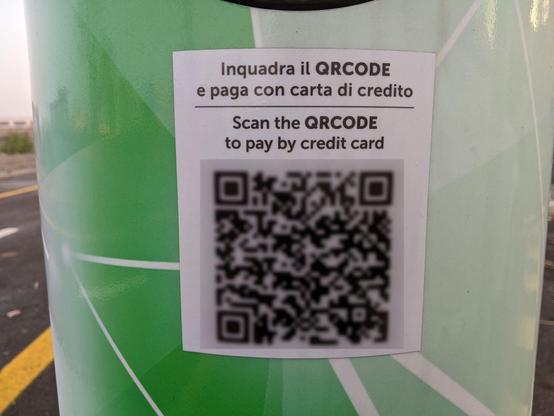 Inquadra il QRCODE
e paga con carta di credito
Scan the QRCODE
to pay by credit card